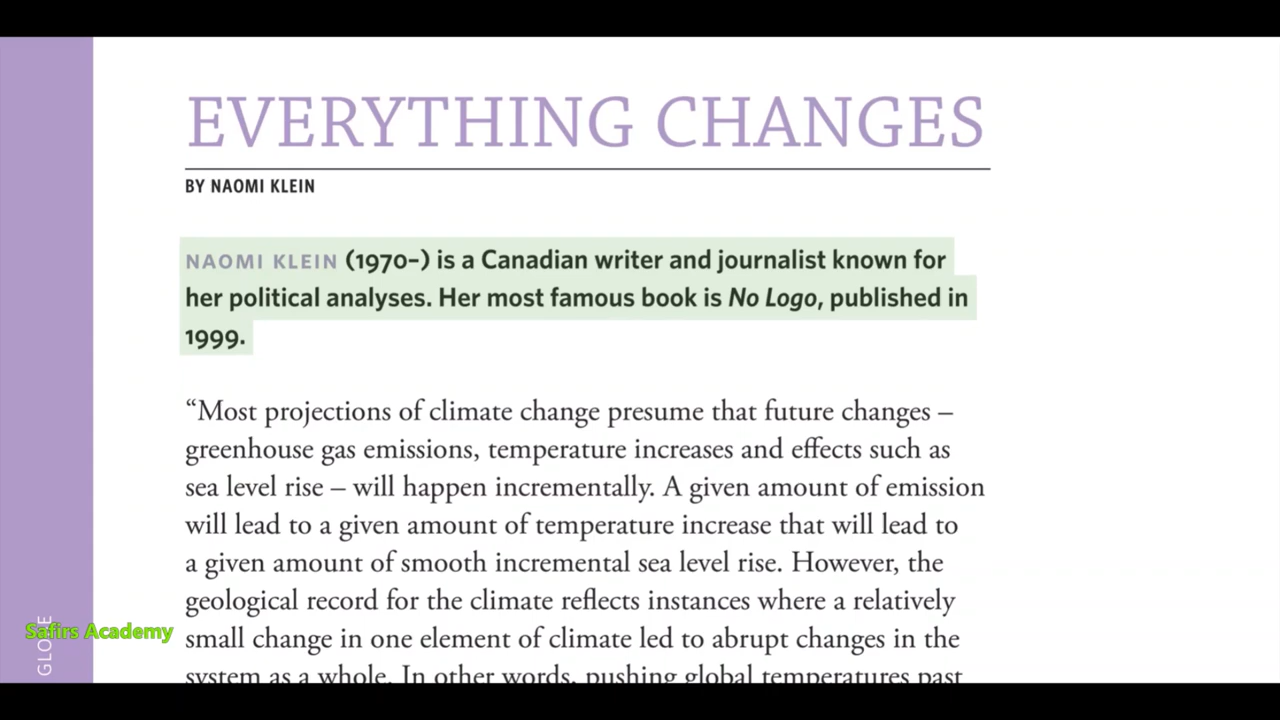 EVERYTHING CHANGES
BY NAOMI KLEIN
NAOMI KLEIN (1970–) is a Canadian writer and journalist known for
her political analyses. Her most famous book is No Logo, published in
1999.
“Most projections of climate change presume that future changes –
greenhouse gas emissions, temperature increases and effects such as
sea level rise – will happen incrementally. A given amount of emission
will lead to a given amount of temperature increase that will lead to
a given amount of smooth incremental sea level rise. However, the
geological record for the climate reflects instances where a relatively
small change in one element of climate led to abrupt changes in the
system as a whole. In other words, pushing global temperatures past
Safirs Academy